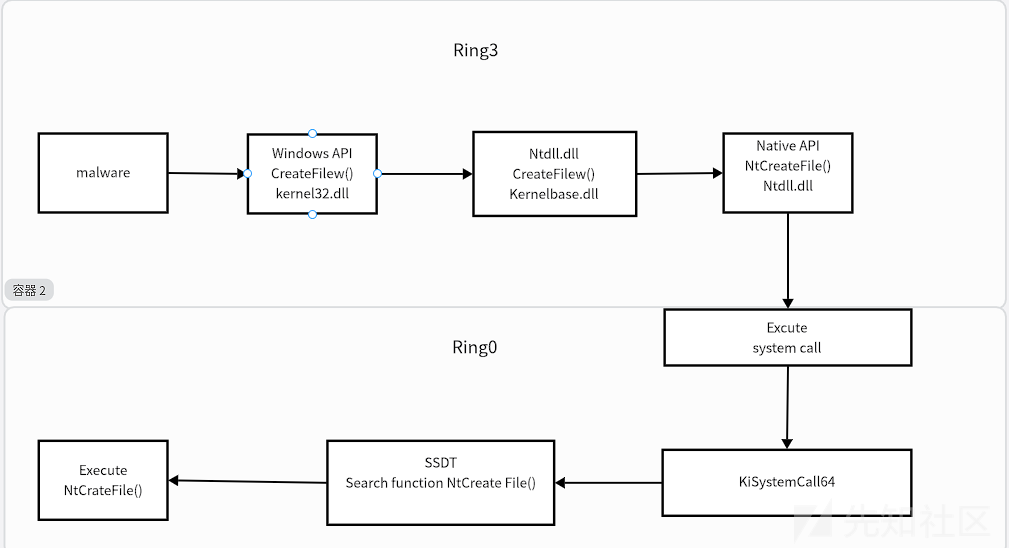 Ring3
malware
Windows API
CreateFilew()
kernel32.dll
Ntdll.dll
CreateFilew()
Kernelbase.dll
Native API
NtCreateFile()
Ntdll.dll
容器 2
Excute
system call
Ring0
Execute
NtCrateFile()
SSDT
Search function NtCreate File()
KiSystemCall64
先知社区